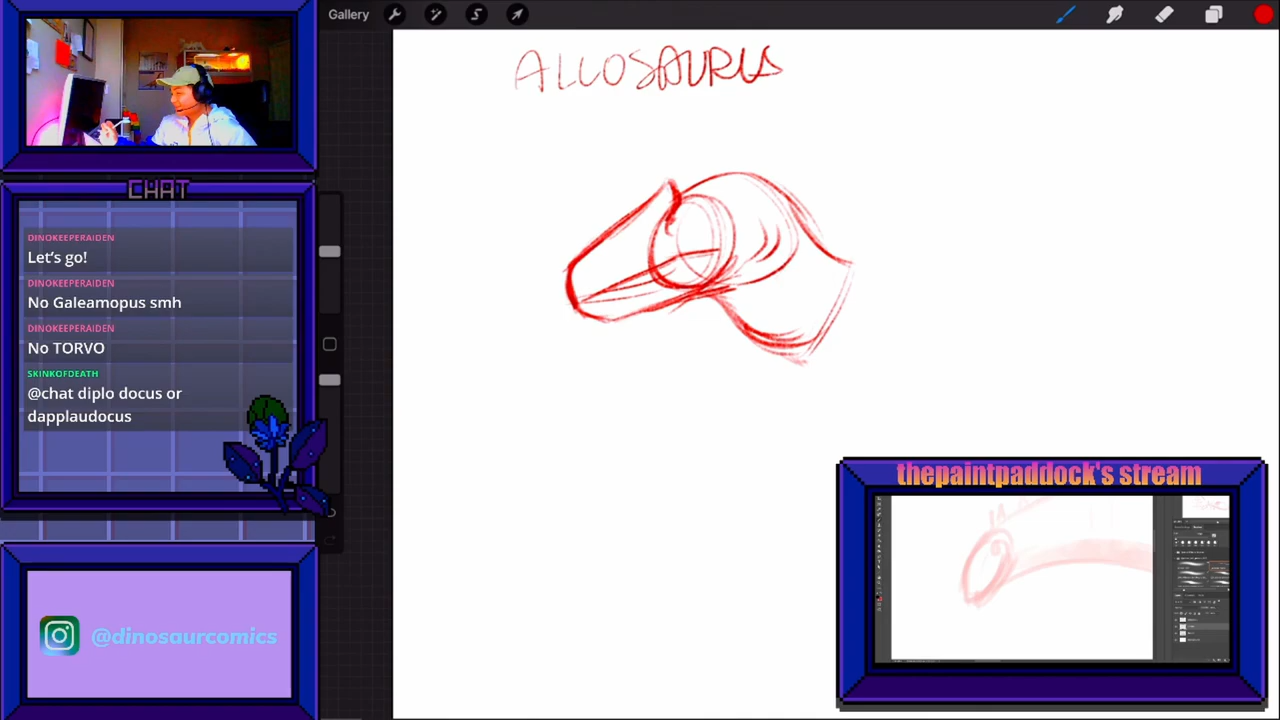 Gallery
ALLOSAURUS
CHAT
DINOKEEPERAIDEN
Let's go!
DINOKEEPERAIDEN
No Galeamopus smh
DINOKEEPERAIDEN
No TORVO
SKINKOFDEATH
@chat diplo docus or
dapplaudocus
thepaintpaddock's stream
@dinosaurcomics